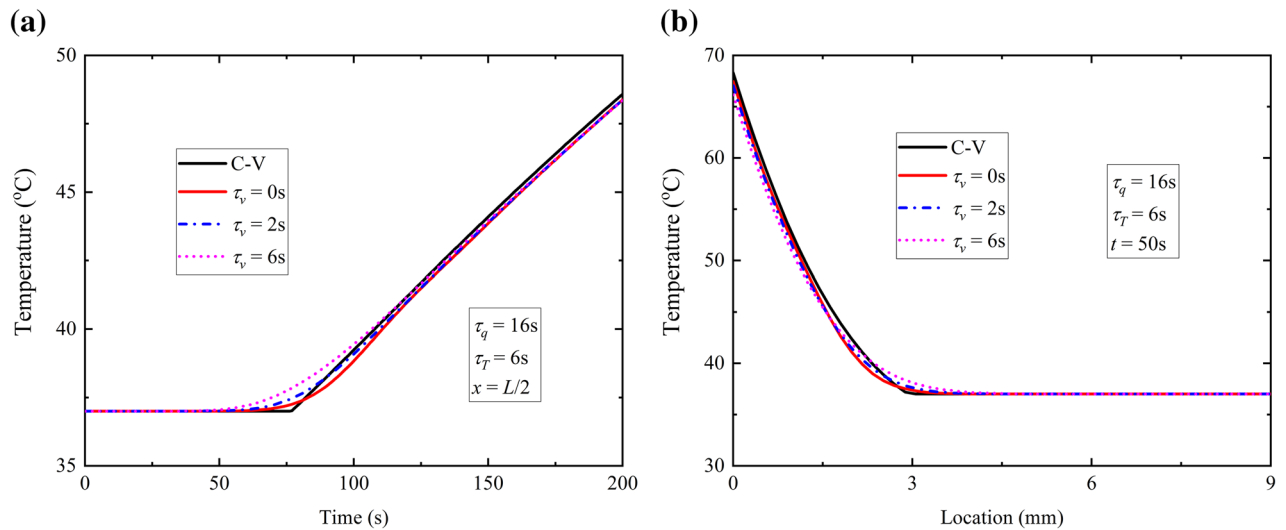 (a)
50
45
40
35
Temperature (°C)
C-V
τv = 0s
τv = 2s
τv = 6s
τq = 16s
τT = 6s
x = L/2
0
50
100
150
200
Time (s)
(b)
70
60
50
40
30
Temperature (°C)
C-V
τv = 0s
τv = 2s
τv = 6s
τq = 16s
τT = 6s
t = 50s
0
3
6
9
Location (mm)